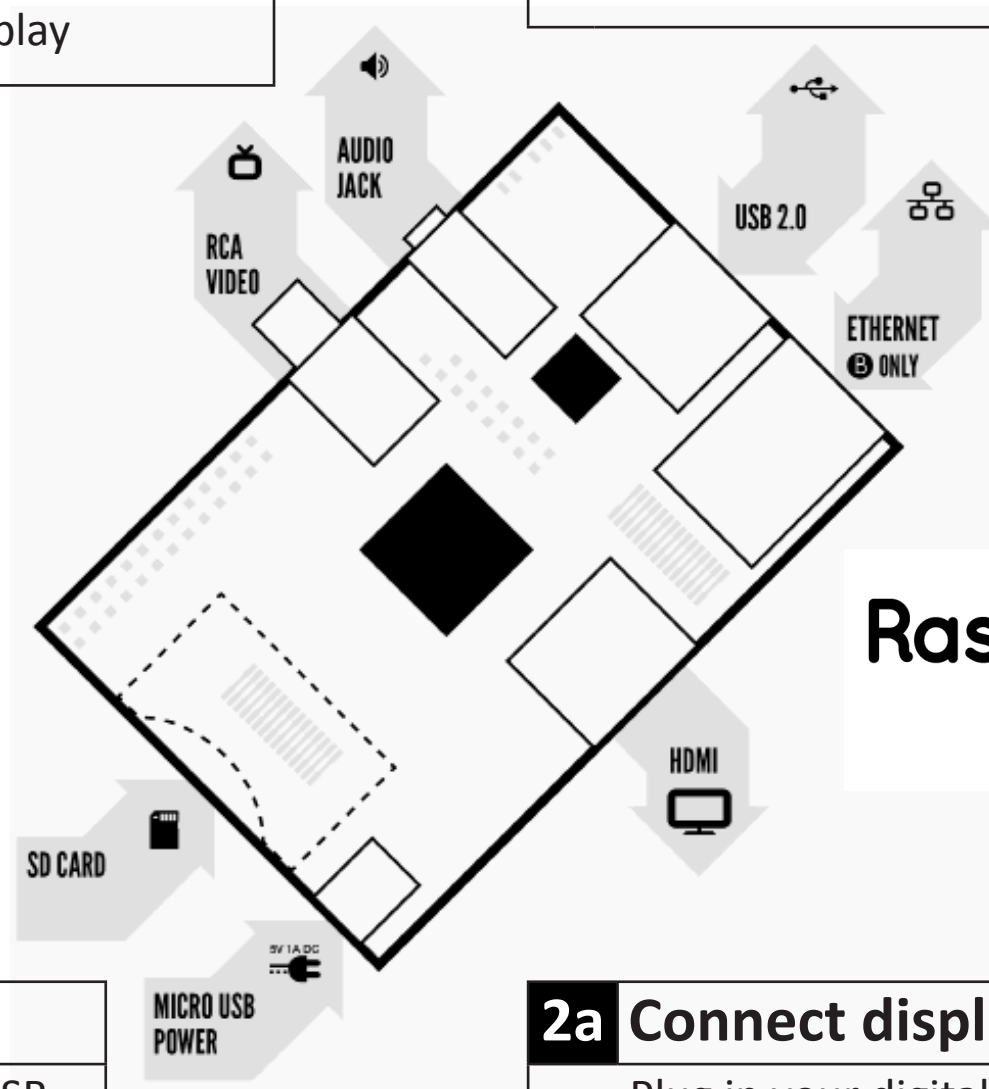 play
AUDIO
JACK
RCA
VIDEO
USB 2.0
ETHERNET
B ONLY
Ras
HDMI
SD CARD
5V 1A DC
MICRO USB
POWER
2a Connect displ